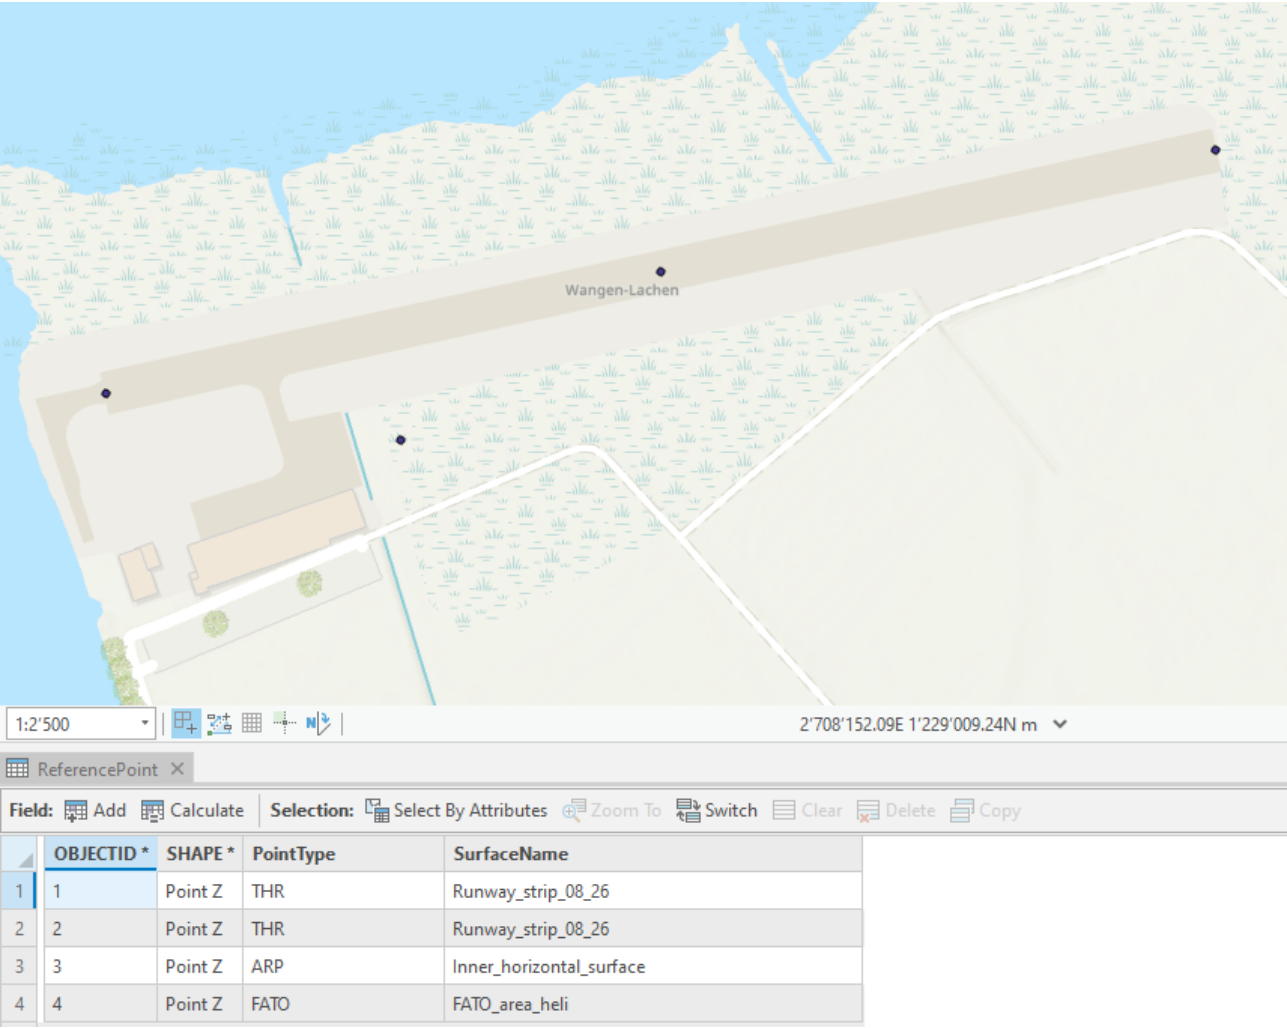 Wangen-Lachen
1:2'500
2'708'152.09E 1'229'009.24N m
ReferencePoint
Field: Add Calculate Selection: Select By Attributes Zoom To Switch Clear Delete Copy
OBJECTID * SHAPE * PointType SurfaceName
1 1 Point Z THR Runway_strip_08_26
2 2 Point Z THR Runway_strip_08_26
3 3 Point Z ARP Inner_horizontal_surface
4 4 Point Z FATO FATO_area_heli